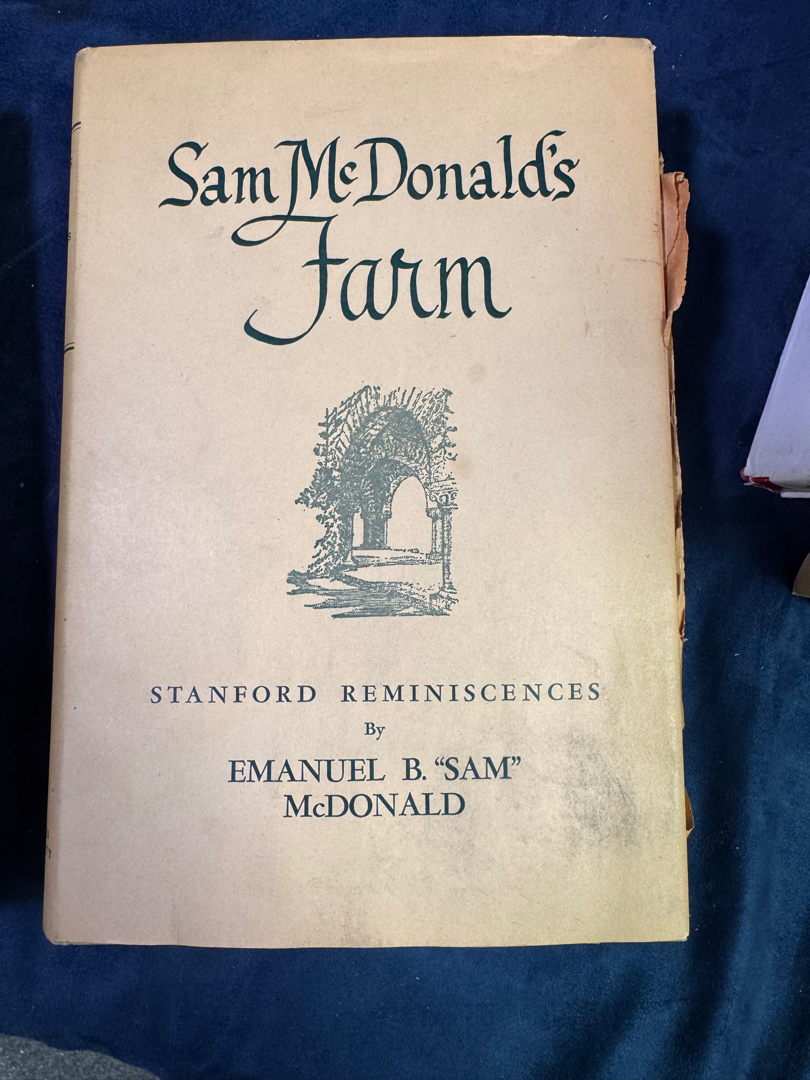 Sam McDonald's
Farm
STANFORD REMINISCENCES
By
EMANUEL B. “SAM”
McDONALD